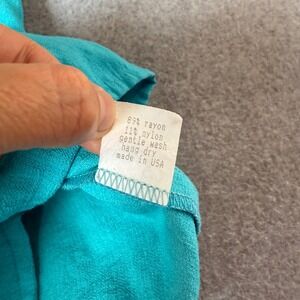 89% rayon
11% nylon
gentle wash
hang dry
made in USA